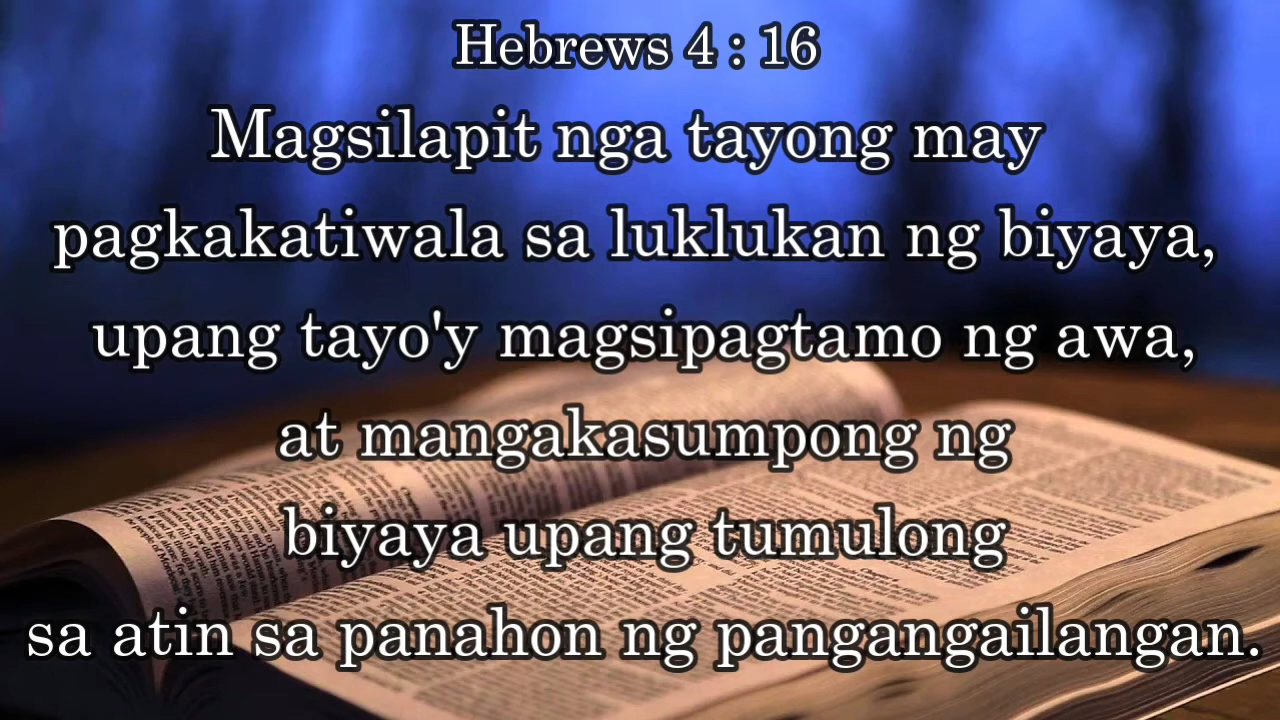 Hebrews 4 : 16
Magsilapit nga tayong may
pagkakatiwala sa luklukan ng biyaya,
upang tayo'y magsipagtamo ng awa,
at mangakasumpong ng
biyaya upang tumulong
sa atin sa panahon ng pangangailangan.